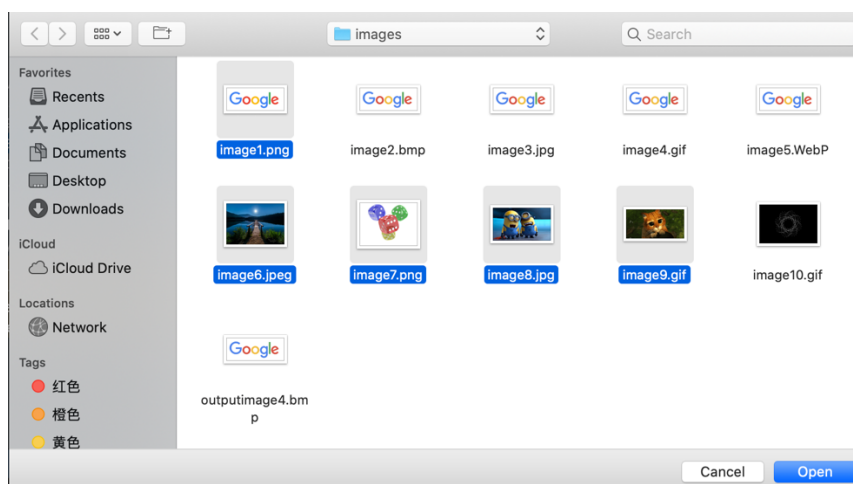 images
Search
Favorites
Recents
Applications
Documents
Desktop
Downloads
iCloud
iCloud Drive
Locations
Network
Tags
红色
橙色
黄色
Google Google Google Google Google
image1.png image2.bmp image3.jpg image4.gif image5.WebP
image6.jpeg image7.png image8.jpg image9.gif image10.gif
Google
outputimage4.bm
p
Cancel Open